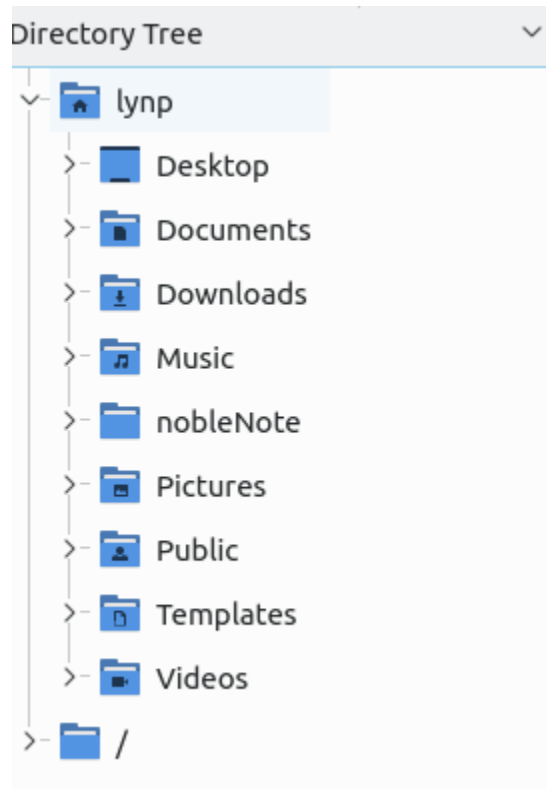 Directory Tree
lynp
Desktop
Documents
Downloads
Music
nobleNote
Pictures
Public
Templates
Videos
/